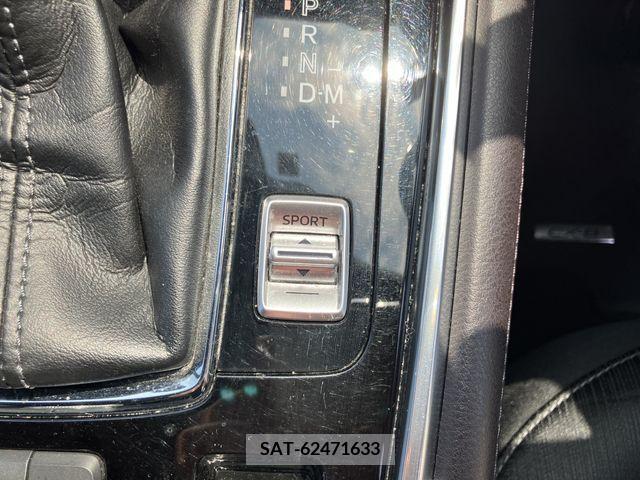 P
R
N –
D-M
+
SPORT
SAT-62471633